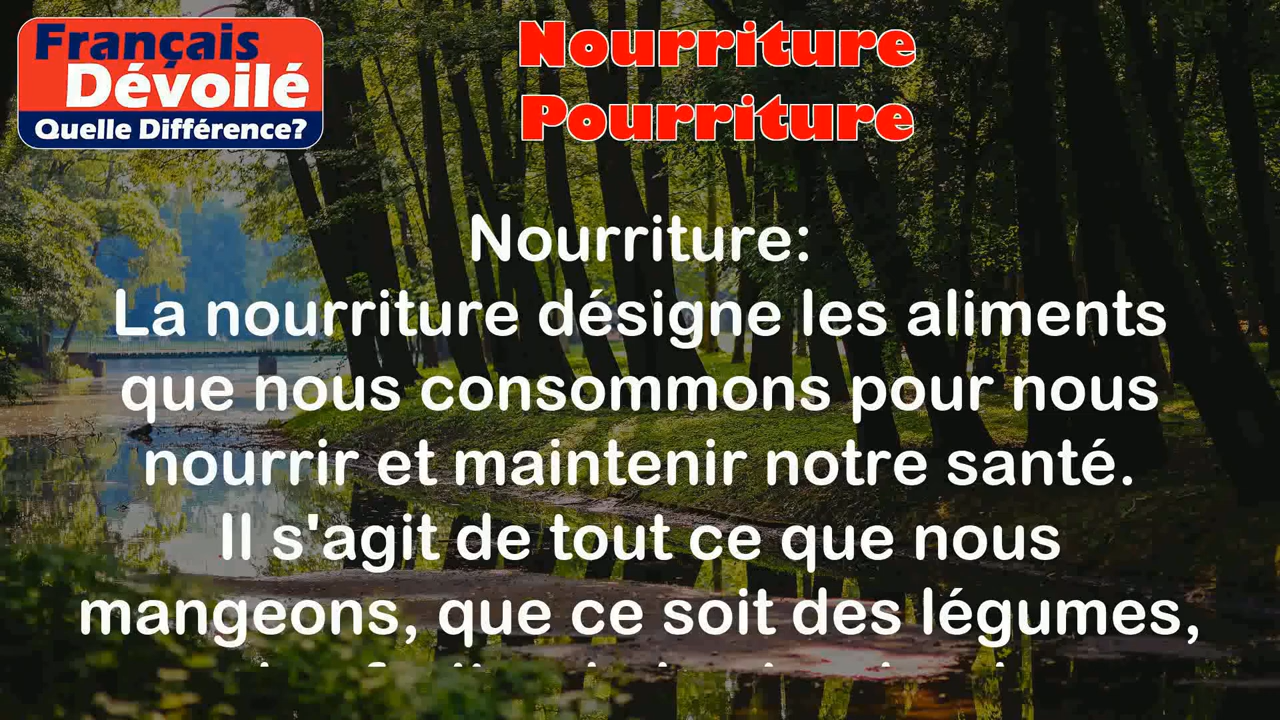 Français
Dévoilé
Quelle Différence?
Nourriture
Pourriture
Nourriture:
La nourriture désigne les aliments
que nous consommons pour nous
nourrir et maintenir notre santé.
Il s'agit de tout ce que nous
mangeons, que ce soit des légumes,